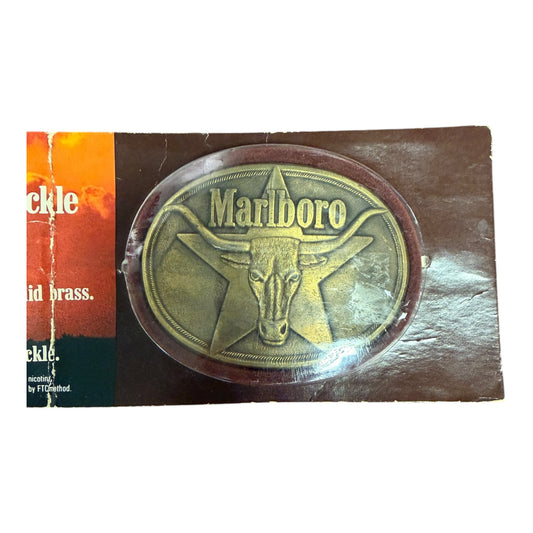 ckle
Marlboro
id brass.
ckle.
nicotine,
by FTC method.